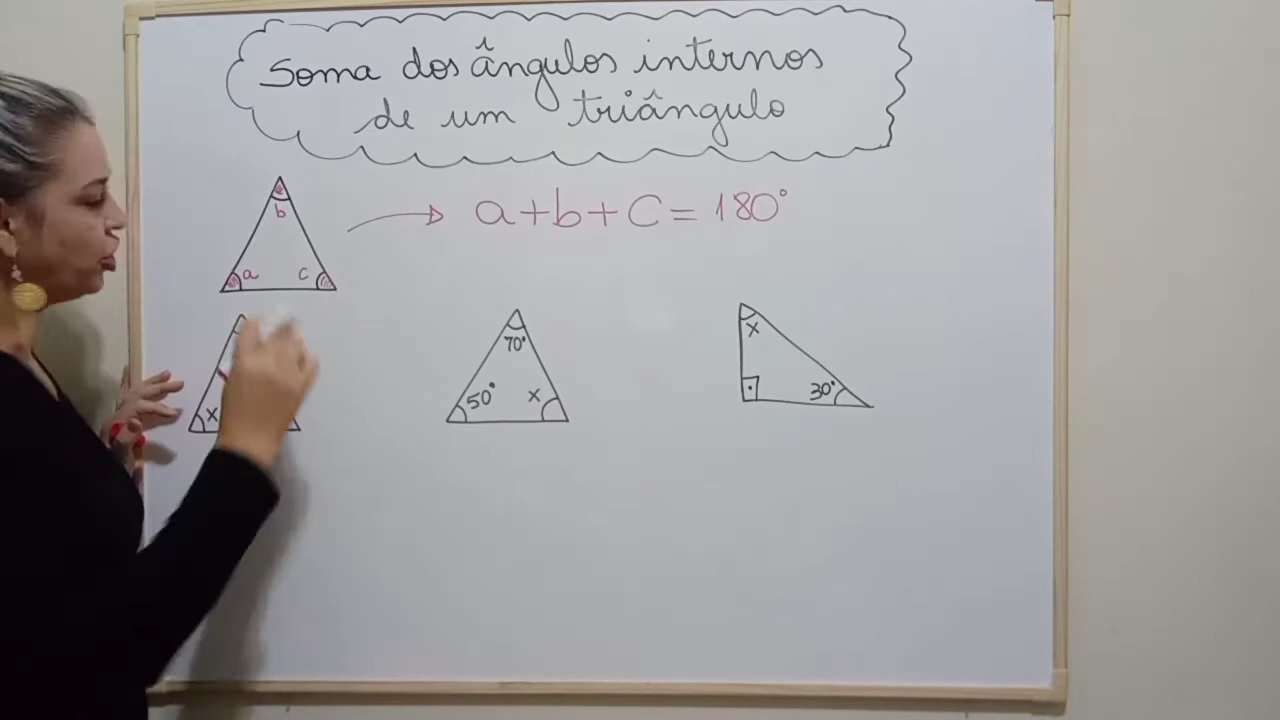 Soma dos ângulos internos
de um triângulo
b
a c
a+b+c=180°
x
70°
50° x
x
30°